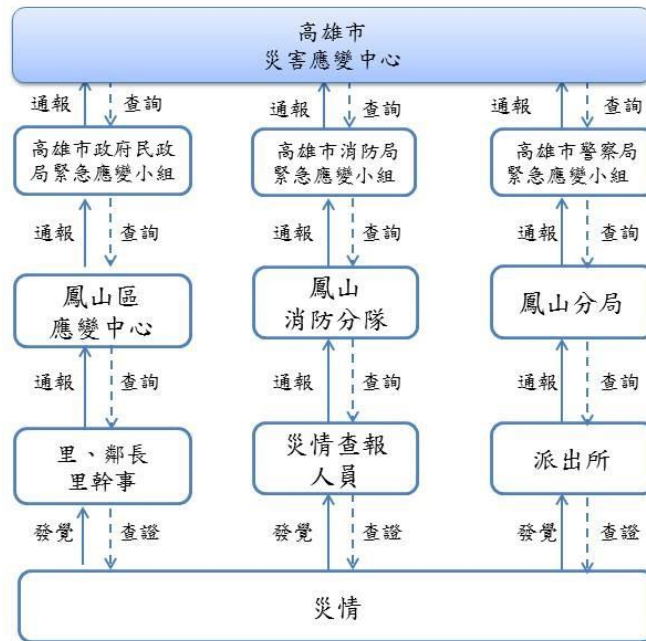 高雄市
災害應變中心
通報 查詢 通報 查詢 通報 查詢
高雄市政府民政
局緊急應變小組
高雄市消防局
緊急應變小組
高雄市警察局
緊急應變小組
通報 查詢 通報 查詢 通報 查詢
鳳山區
應變中心
鳳山
消防分隊
鳳山分局
通報 查詢 通報 查詢 通報 查詢
里、鄰長
里幹事
災情查報
人員
派出所
發覺 查證 發覺 查證 發覺 查證
災情